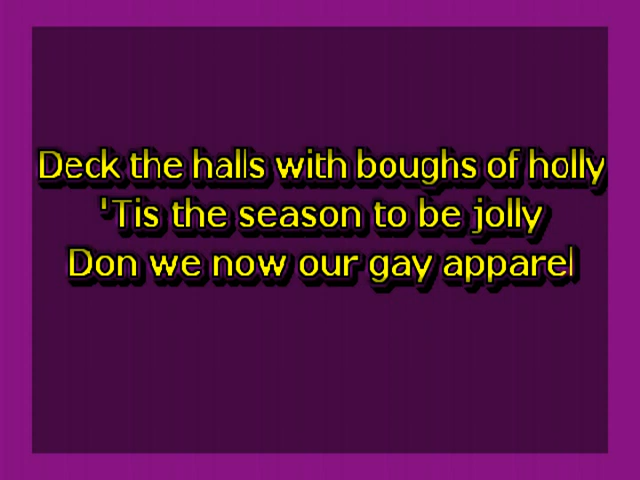 Deck the halls with boughs of holly
'Tis the season to be jolly
Don we now our gay apparel